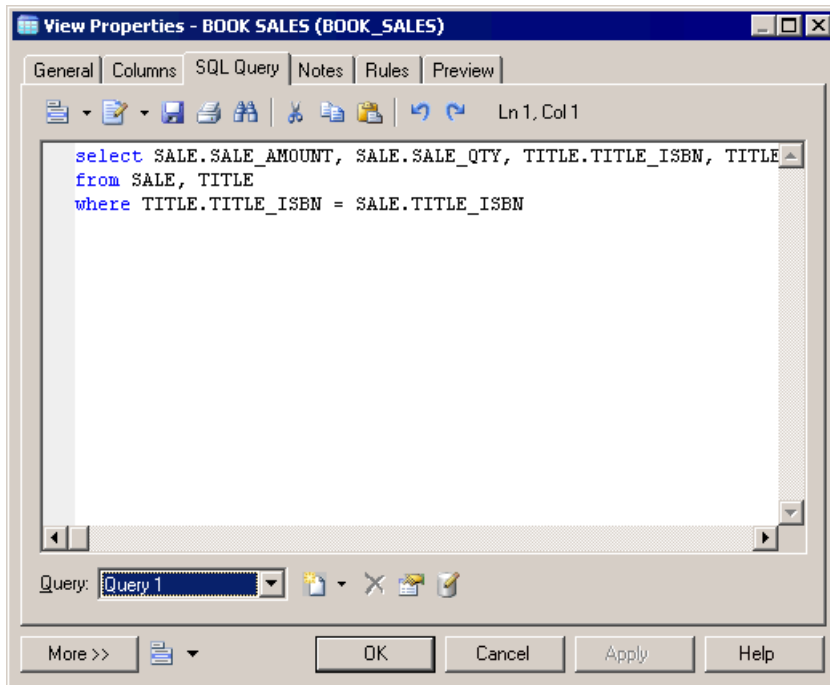 View Properties - BOOK SALES (BOOK_SALES)
General Columns SQL Query Notes Rules Preview
Ln 1, Col 1
select SALE.SALE_AMOUNT, SALE.SALE_QTY, TITLE.TITLE_ISBN, TITLE
from SALE, TITLE
where TITLE.TITLE_ISBN = SALE.TITLE_ISBN
Query: Query 1
More >> OK Cancel Apply Help